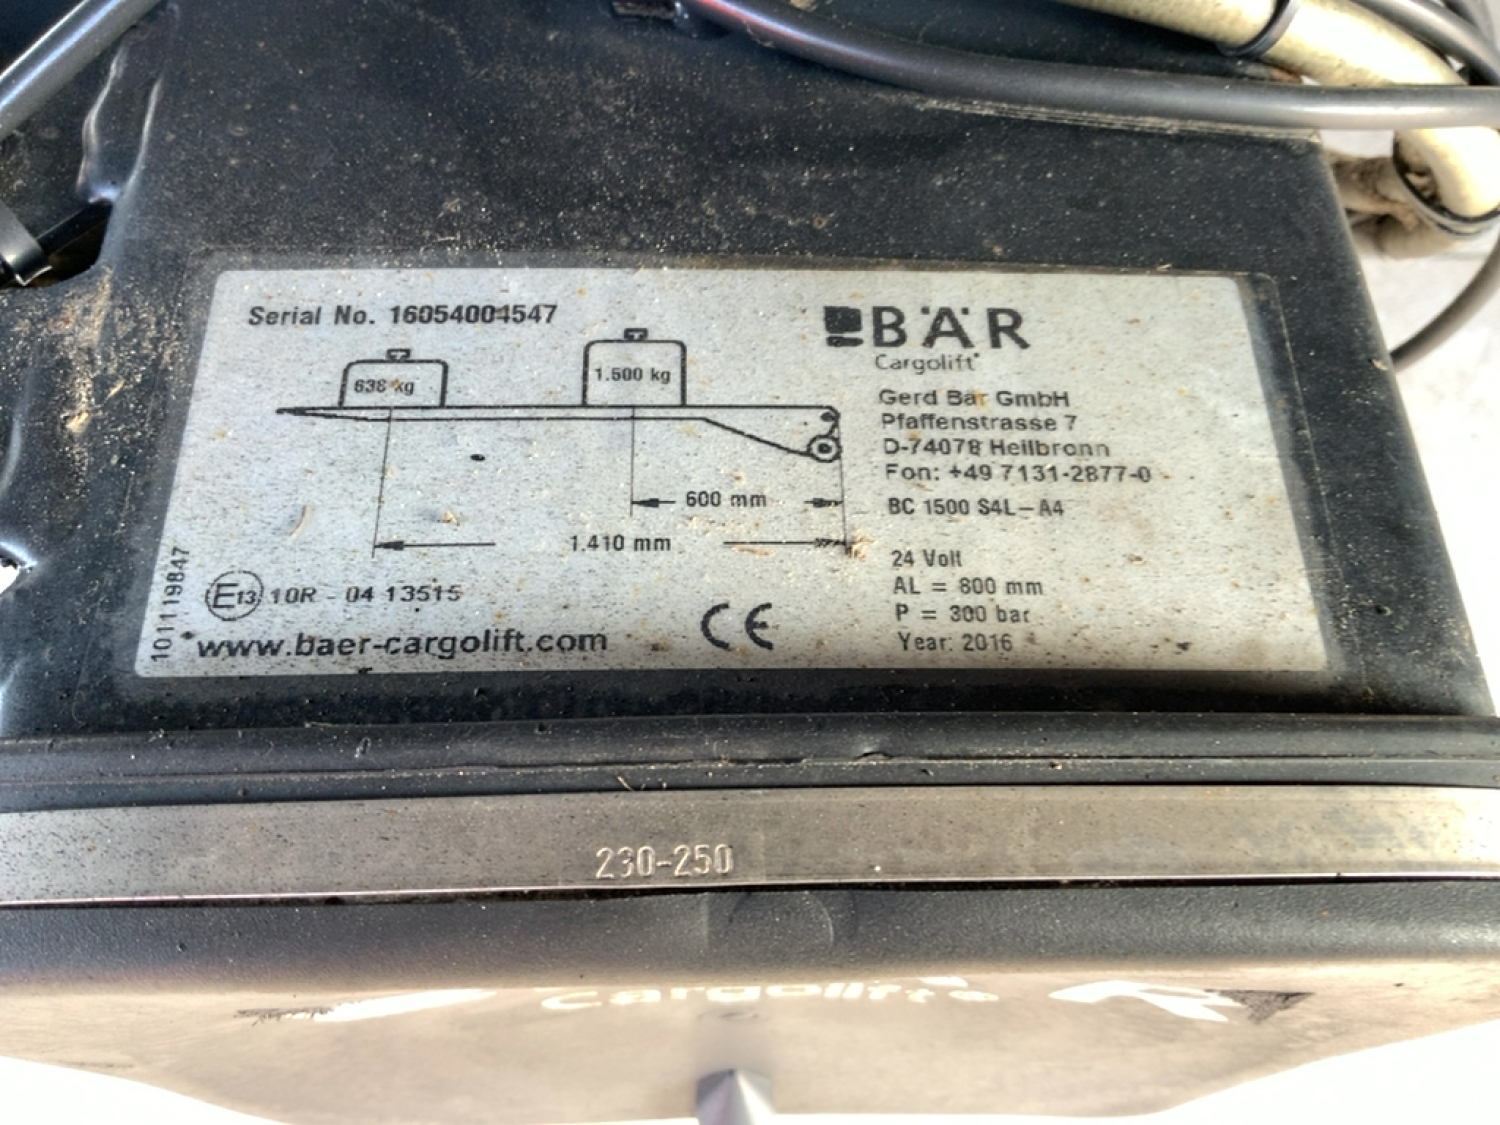 Serial No. 16054004547
638 kg
1.500 kg
600 mm
1.410 mm
BÄR
Cargolift
Gerd Bär GmbH
Pfaffenstrasse 7
D-74078 Heilbronn
Fon: +49 7131-2877-0
BC 1500 S4L-A4
24 Volt
AL = 800 mm
P = 300 bar
Year: 2016
101119847
E13 10R - 04 13515
www.baer-cargolift.com
CE
230-250
Cargolift